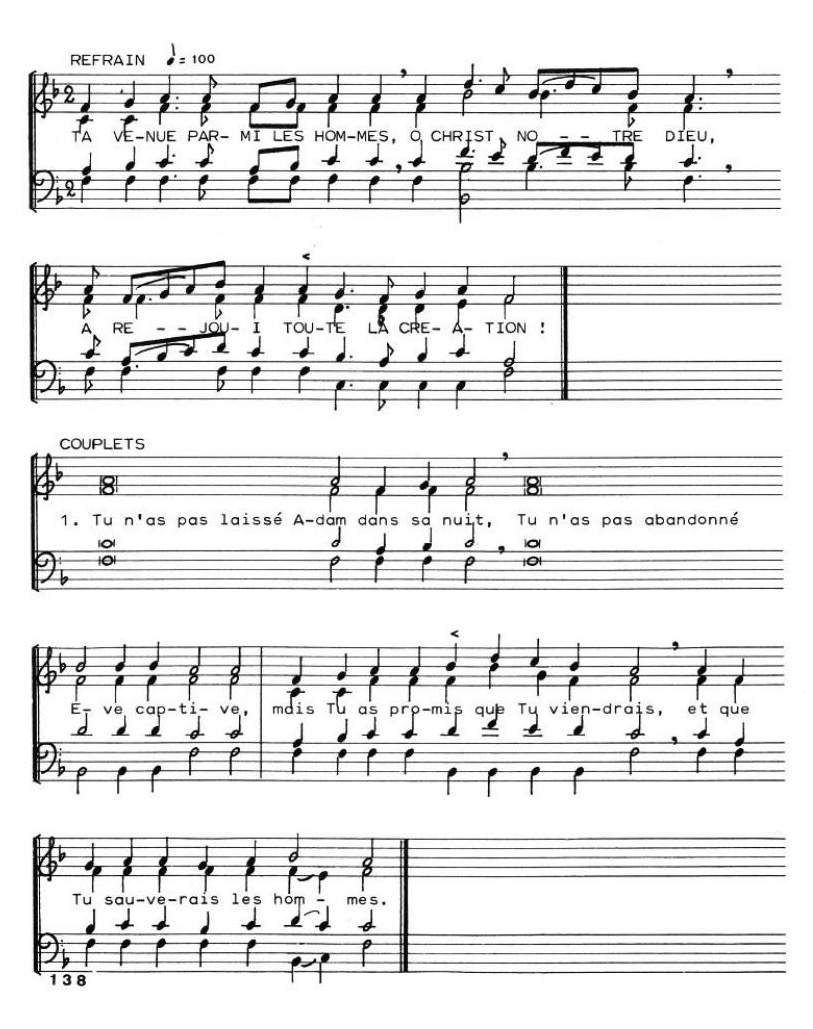 REFRAIN ♩= 100
TA VE-NUE PAR-MI LES HOM-MES, O CHRIST NO - - TRE DIEU,
A RE - - JOU-I TOU-TE LA CRE-A-TION !
COUPLETS
1. Tu n'as pas laissé A-dam dans sa nuit, Tu n'as pas abandonné
E- ve cap-ti-ve, mais Tu as pro-mis que Tu vien-drais, et que
Tu sau-ve-rais les hom - mes.
138